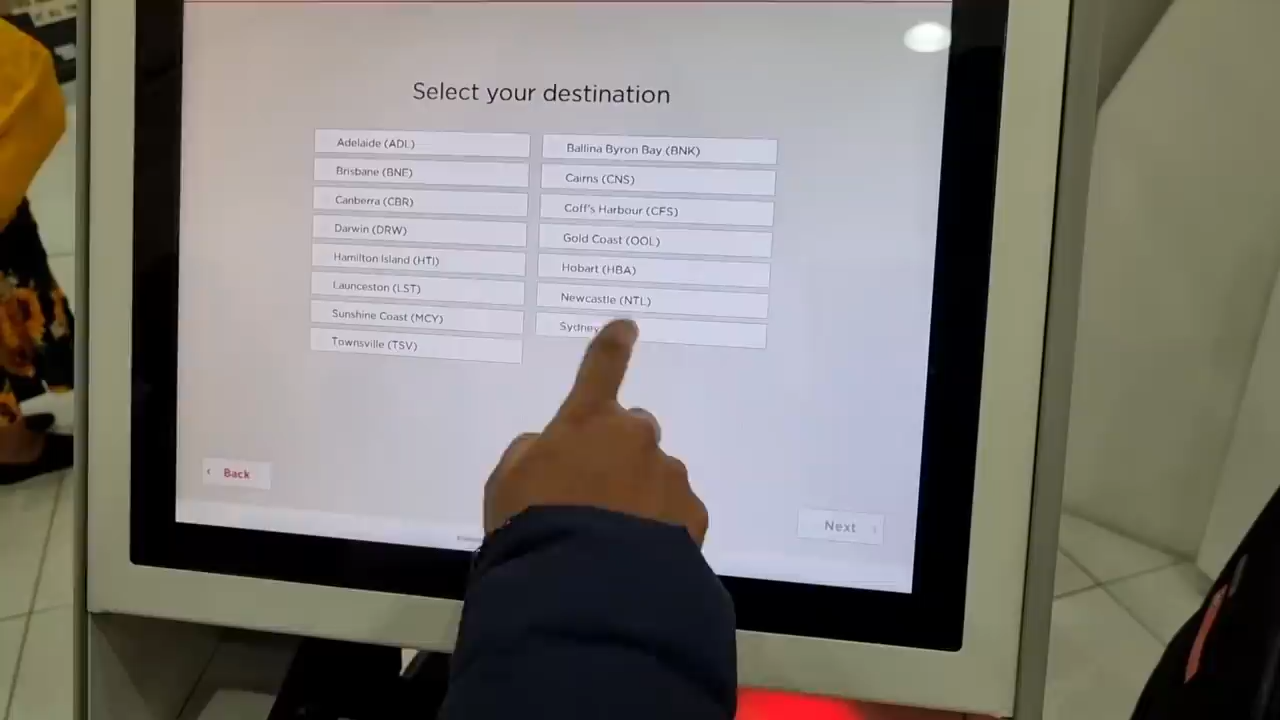 Select your destination
Adelaide (ADL)
Ballina Byron Bay (BNK)
Brisbane (BNE)
Cairns (CNS)
Canberra (CBR)
Coff's Harbour (CFS)
Darwin (DRW)
Gold Coast (OOL)
Hamilton Island (HTI)
Hobart (HBA)
Launceston (LST)
Newcastle (NTL)
Sunshine Coast (MCY)
Sydney
Townsville (TSV)
Back
Next